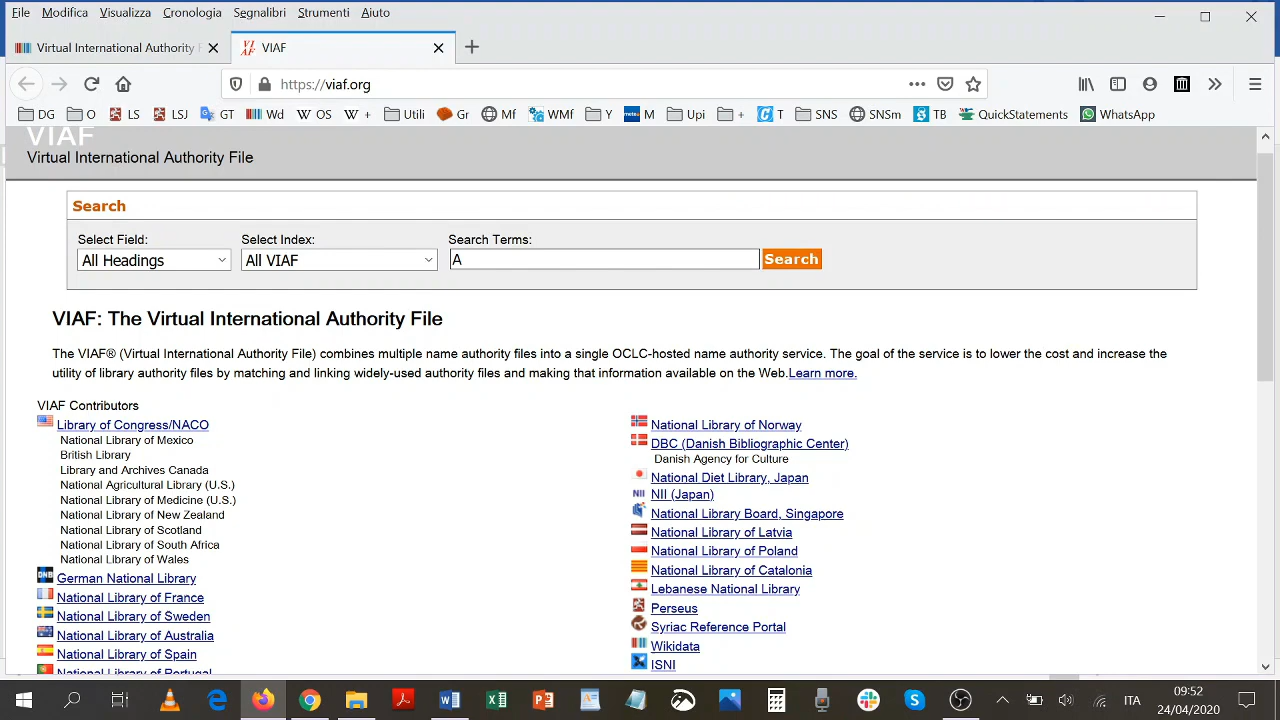 File Modifica Visualizza Cronologia Segnalibri Strumenti Aiuto
Virtual International Authority F
VIAF
https://viaf.org
DG O LS LSJ GT Wd OS + Utili Gr Mf WMf Y M Upi + T SNS SNSm TB QuickStatements WhatsApp
VIAF
Virtual International Authority File
Search
Select Field: Select Index: Search Terms:
All Headings All VIAF A Search
VIAF: The Virtual International Authority File
The VIAF® (Virtual International Authority File) combines multiple name authority files into a single OCLC-hosted name authority service. The goal of the service is to lower the cost and increase the
utility of library authority files by matching and linking widely-used authority files and making that information available on the Web.Learn more.
VIAF Contributors
Library of Congress/NACO
National Library of Mexico
British Library
Library and Archives Canada
National Agricultural Library (U.S.)
National Library of Medicine (U.S.)
National Library of New Zealand
National Library of Scotland
National Library of South Africa
National Library of Wales
DNB German National Library
National Library of France
National Library of Sweden
National Library of Australia
National Library of Spain
National Library of Portugal
National Library of Norway
DBC (Danish Bibliographic Center)
Danish Agency for Culture
National Diet Library, Japan
NII NII (Japan)
National Library Board, Singapore
National Library of Latvia
National Library of Poland
National Library of Catalonia
Lebanese National Library
Perseus
Syriac Reference Portal
Wikidata
ISNI
ITA
09:52
24/04/2020